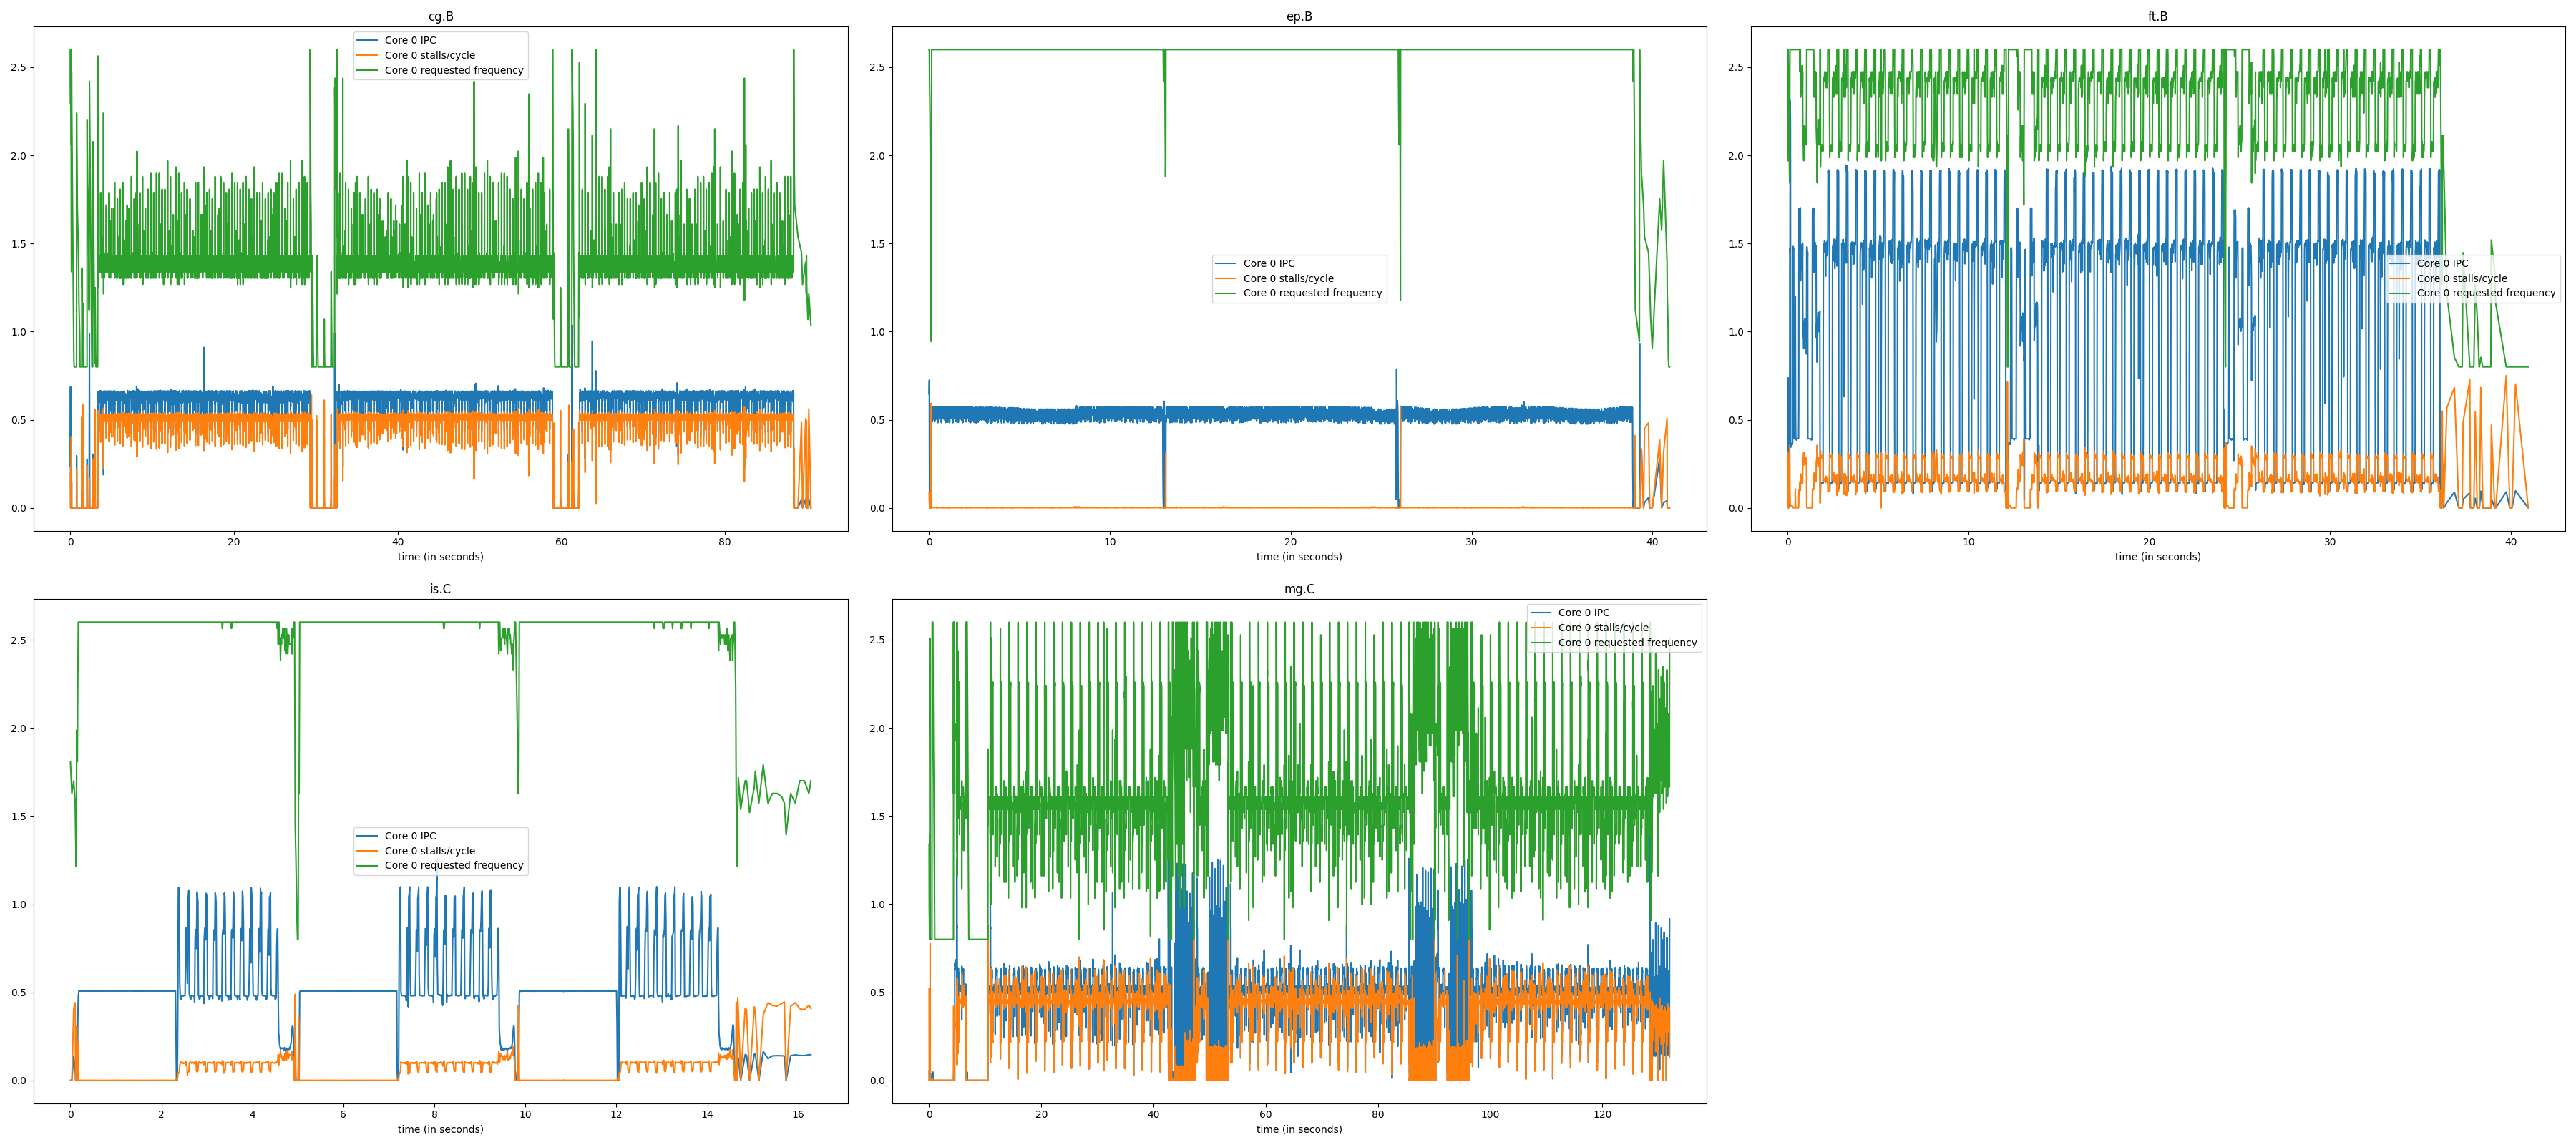 cg.B
Core 0 IPC
Core 0 stalls/cycle
Core 0 requested frequency
2.5
2.0
1.5
1.0
0.5
0.0
0 20 40 60 80
time (in seconds)
ep.B
Core 0 IPC
Core 0 stalls/cycle
Core 0 requested frequency
2.5
2.0
1.5
1.0
0.5
0.0
0 10 20 30 40
time (in seconds)
ft.B
Core 0 IPC
Core 0 stalls/cycle
Core 0 requested frequency
2.5
2.0
1.5
1.0
0.5
0.0
0 10 20 30 40
time (in seconds)
is.C
Core 0 IPC
Core 0 stalls/cycle
Core 0 requested frequency
2.5
2.0
1.5
1.0
0.5
0.0
0 2 4 6 8 10 12 14 16
time (in seconds)
mg.C
Core 0 IPC
Core 0 stalls/cycle
Core 0 requested frequency
2.5
2.0
1.5
1.0
0.5
0.0
0 20 40 60 80 100 120
time (in seconds)